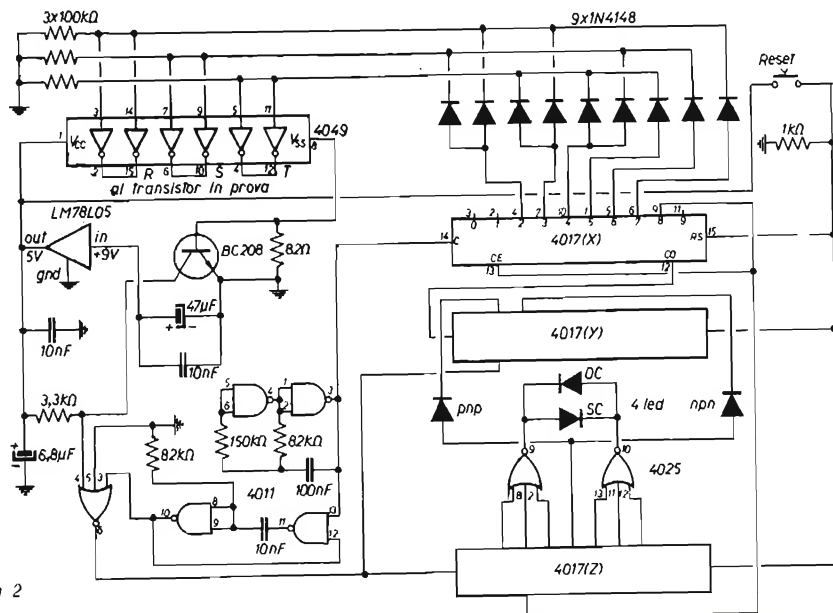 3x100kΩ
9x1N4148
Reset
1kΩ
3 14 7 9 5 11
1 Vcc Vss 4049
8
2 15 R 6 10 S 4 12 T
al transistor in prova
LM78L05
out in
5V +9V
gnd
BC208
82Ω
47µF
+ -
10nF
10nF
3 2 4 7 10 1 5 6 9 11
0 1 2 3 4 5 6 7 8 9
14 C 4017(X) RS 15
CE CO
13 12
4017(Y)
OC
pnp SC 4 led npn
3,3kΩ
+
-
6,8µF
82kΩ
5 4 1 3
6 2
150kΩ 82kΩ
100nF
4011
4 5 3
6
10 8
9
10nF
11 13
12
9 10
4025
8 1 2 13 11 12
4017(Z)
2